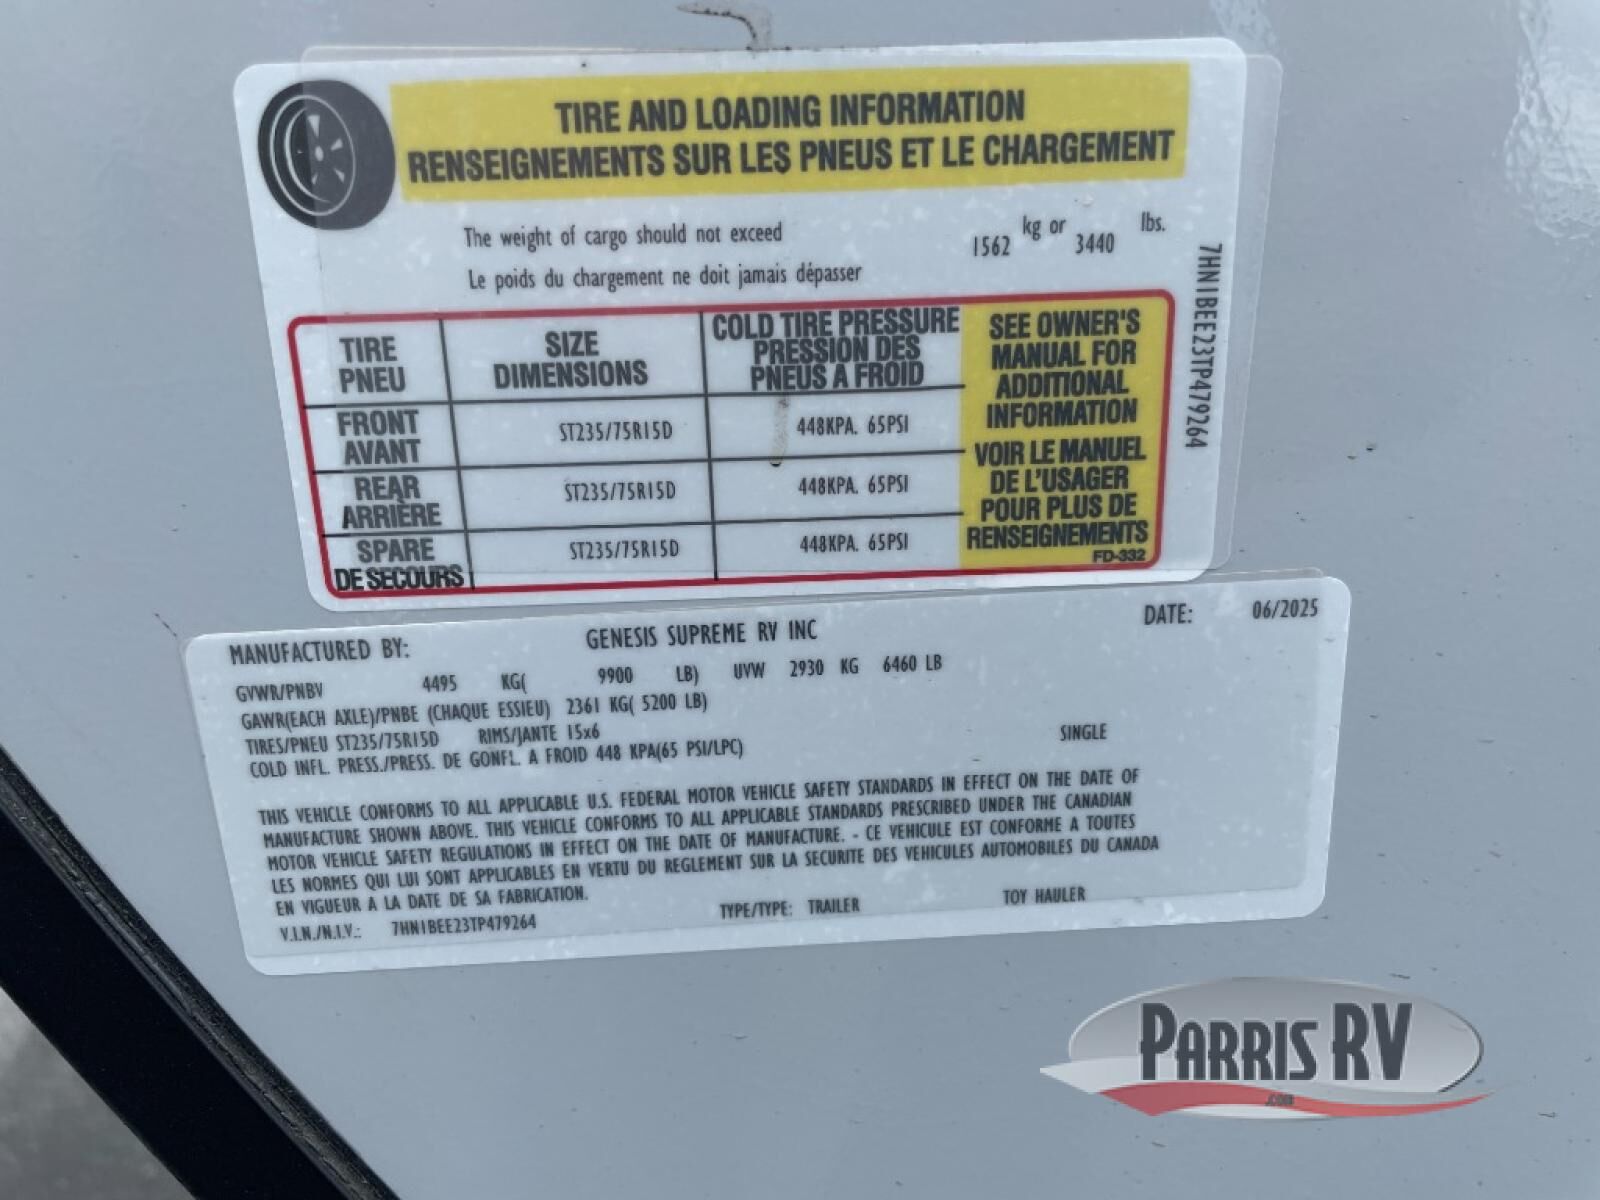 TIRE AND LOADING INFORMATION
RENSEIGNEMENTS SUR LES PNEUS ET LE CHARGEMENT
The weight of cargo should not exceed 1562 kg or 3440 lbs.
Le poids du chargement ne doit jamais dépasser
TIRE PNEU
SIZE DIMENSIONS
COLD TIRE PRESSURE
PRESSION DES
PNEUS A FROID
FRONT AVANT
ST235/75R15D
448KPA. 65PSI
REAR ARRIÈRE
ST235/75R15D
448KPA. 65PSI
SPARE DE SECOURS
ST235/75R15D
448KPA. 65PSI
SEE OWNER'S
MANUAL FOR
ADDITIONAL
INFORMATION
VOIR LE MANUEL
DE L'USAGER
POUR PLUS DE
RENSEIGNEMENTS
FD-332
7HN1BEE23TP479264
MANUFACTURED BY: GENESIS SUPREME RV INC DATE: 06/2025
GVWR/PNBV 4495 KG( 9900 LB) UVW 2930 KG 6460 LB
GAWR(EACH AXLE)/PNBE (CHAQUE ESSIEU) 2361 KG( 5200 LB)
TIRES/PNEU ST235/75R15D RIMS/JANTE 15x6 SINGLE
COLD INFL. PRESS./PRESS. DE GONFL. A FROID 448 KPA(65 PSI/LPC)
THIS VEHICLE CONFORMS TO ALL APPLICABLE U.S. FEDERAL MOTOR VEHICLE SAFETY STANDARDS IN EFFECT ON THE DATE OF
MANUFACTURE SHOWN ABOVE. THIS VEHICLE CONFORMS TO ALL APPLICABLE STANDARDS PRESCRIBED UNDER THE CANADIAN
MOTOR VEHICLE SAFETY REGULATIONS IN EFFECT ON THE DATE OF MANUFACTURE. - CE VEHICULE EST CONFORME A TOUTES
LES NORMES QUI LUI SONT APPLICABLES EN VERTU DU REGLEMENT SUR LA SECURITE DES VEHICULES AUTOMOBILES DU CANADA
EN VIGUEUR A LA DATE DE SA FABRICATION.
V.I.N./N.I.V.: 7HN1BEE23TP479264 TYPE/TYPE: TRAILER TOY HAULER
PARRIS RV
.com